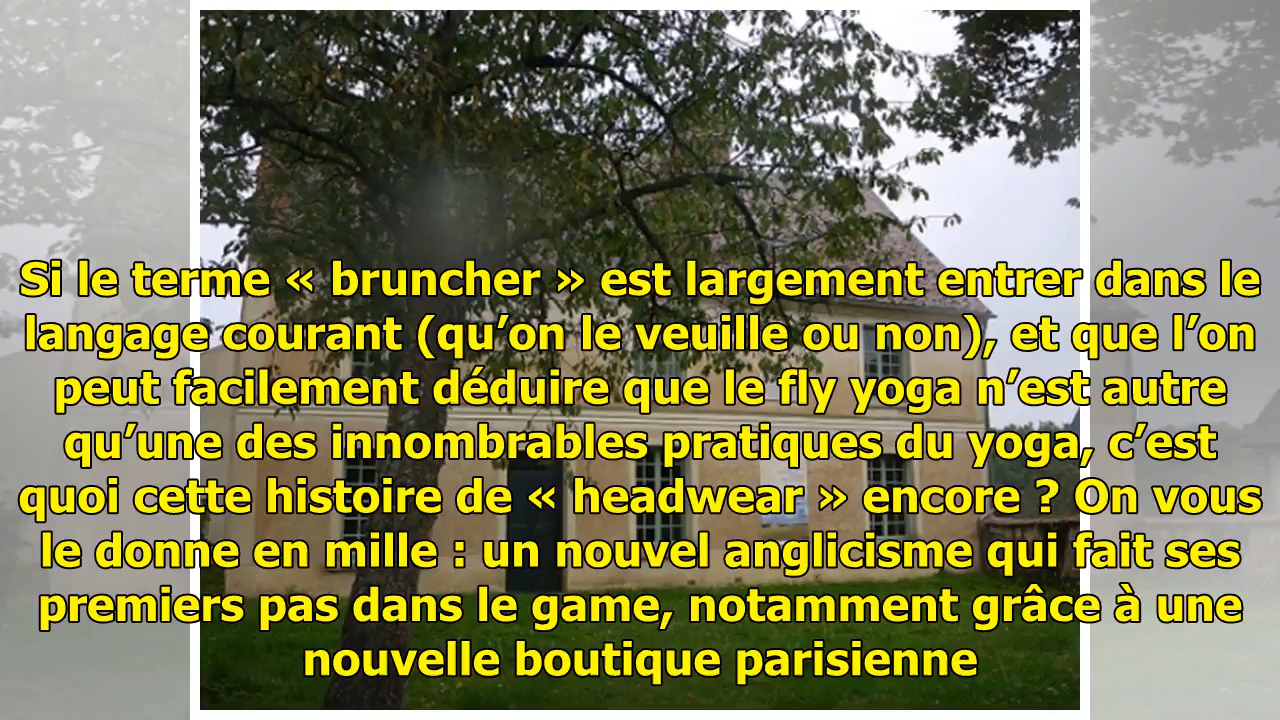 Si le terme « bruncher » est largement entrer dans le
langage courant (qu’on le veuille ou non), et que l’on
peut facilement déduire que le fly yoga n’est autre
qu’une des innombrables pratiques du yoga, c’est
quoi cette histoire de « headwear » encore ? On vous
le donne en mille : un nouvel anglicisme qui fait ses
premiers pas dans le game, notamment grâce à une
nouvelle boutique parisienne